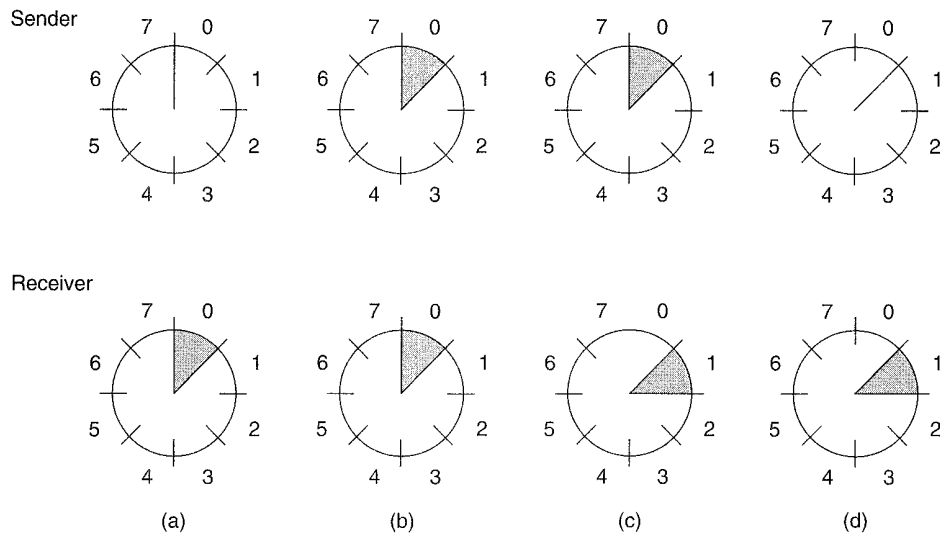 Sender
7 0 7 0 7 0 7 0
6 1 6 1 6 1 6 1
5 2 5 2 5 2 5 2
4 3 4 3 4 3 4 3
Receiver
7 0 7 0 7 0 7 0
6 1 6 1 6 1 6 1
5 2 5 2 5 2 5 2
4 3 4 3 4 3 4 3
(a) (b) (c) (d)